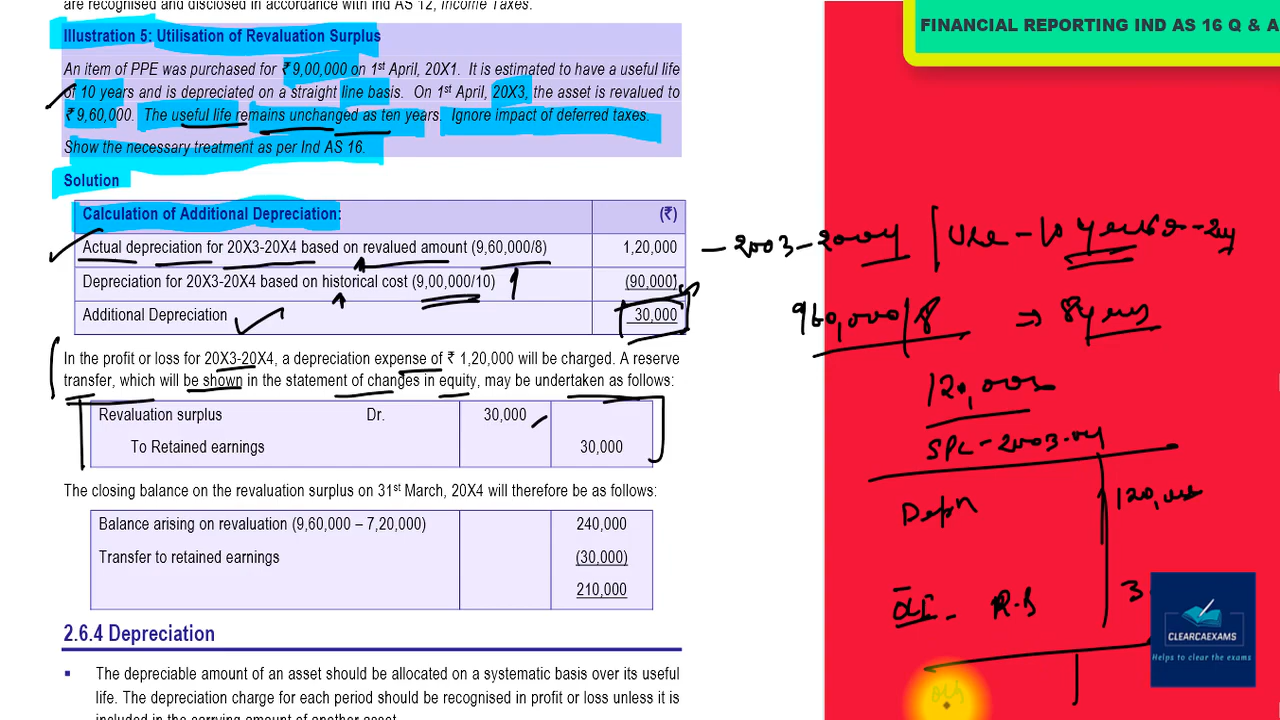 are recognised and disclosed in accordance with Ind AS 12, Income Taxes.
FINANCIAL REPORTING IND AS 16 Q & A
Illustration 5: Utilisation of Revaluation Surplus
An item of PPE was purchased for ₹ 9,00,000 on 1st April, 20X1. It is estimated to have a useful life
of 10 years and is depreciated on a straight line basis. On 1st April, 20X3, the asset is revalued to
₹ 9,60,000. The useful life remains unchanged as ten years. Ignore impact of deferred taxes.
Show the necessary treatment as per Ind AS 16.
Solution
Calculation of Additional Depreciation: (₹)
Actual depreciation for 20X3-20X4 based on revalued amount (9,60,000/8) 1,20,000
Depreciation for 20X3-20X4 based on historical cost (9,00,000/10) (90,000)
Additional Depreciation 30,000
In the profit or loss for 20X3-20X4, a depreciation expense of ₹ 1,20,000 will be charged. A reserve
transfer, which will be shown in the statement of changes in equity, may be undertaken as follows:
Revaluation surplus Dr. 30,000
To Retained earnings 30,000
The closing balance on the revaluation surplus on 31st March, 20X4 will therefore be as follows:
Balance arising on revaluation (9,60,000 – 7,20,000) 240,000
Transfer to retained earnings (30,000)
210,000
2.6.4 Depreciation
▪ The depreciable amount of an asset should be allocated on a systematic basis over its useful
life. The depreciation charge for each period should be recognised in profit or loss unless it is
included in the carrying amount of another asset.
– 2003-2004
960,000/8 ⇒ 8 years
120,000
SPL - 2003-04
Depn 120,000
OCI - R.S
CLEARCAEXAMS
Helps to clear the exams